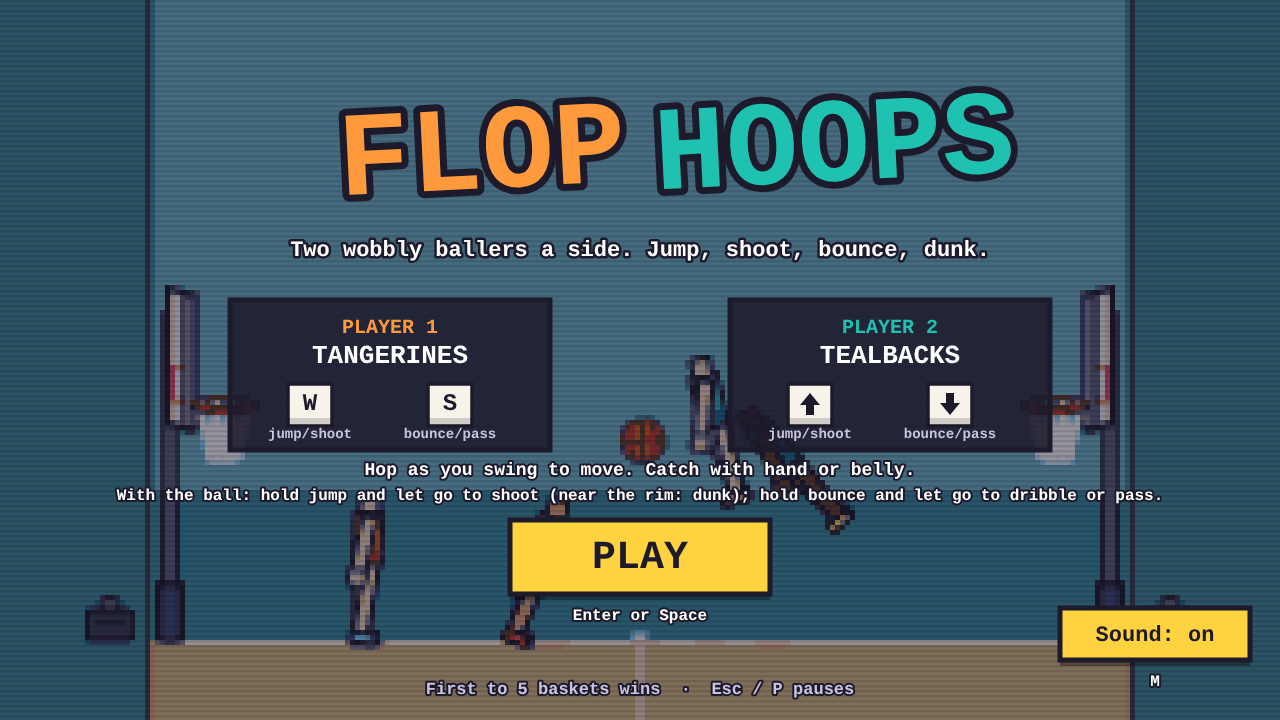 FLOP HOOPS
Two wobbly ballers a side. Jump, shoot, bounce, dunk.
PLAYER 1
TANGERINES
W S
jump/shoot bounce/pass
PLAYER 2
TEALBACKS
jump/shoot bounce/pass
Hop as you swing to move. Catch with hand or belly.
With the ball: hold jump and let go to shoot (near the rim: dunk); hold bounce and let go to dribble or pass.
PLAY
Enter or Space
Sound: on
M
First to 5 baskets wins · Esc / P pauses